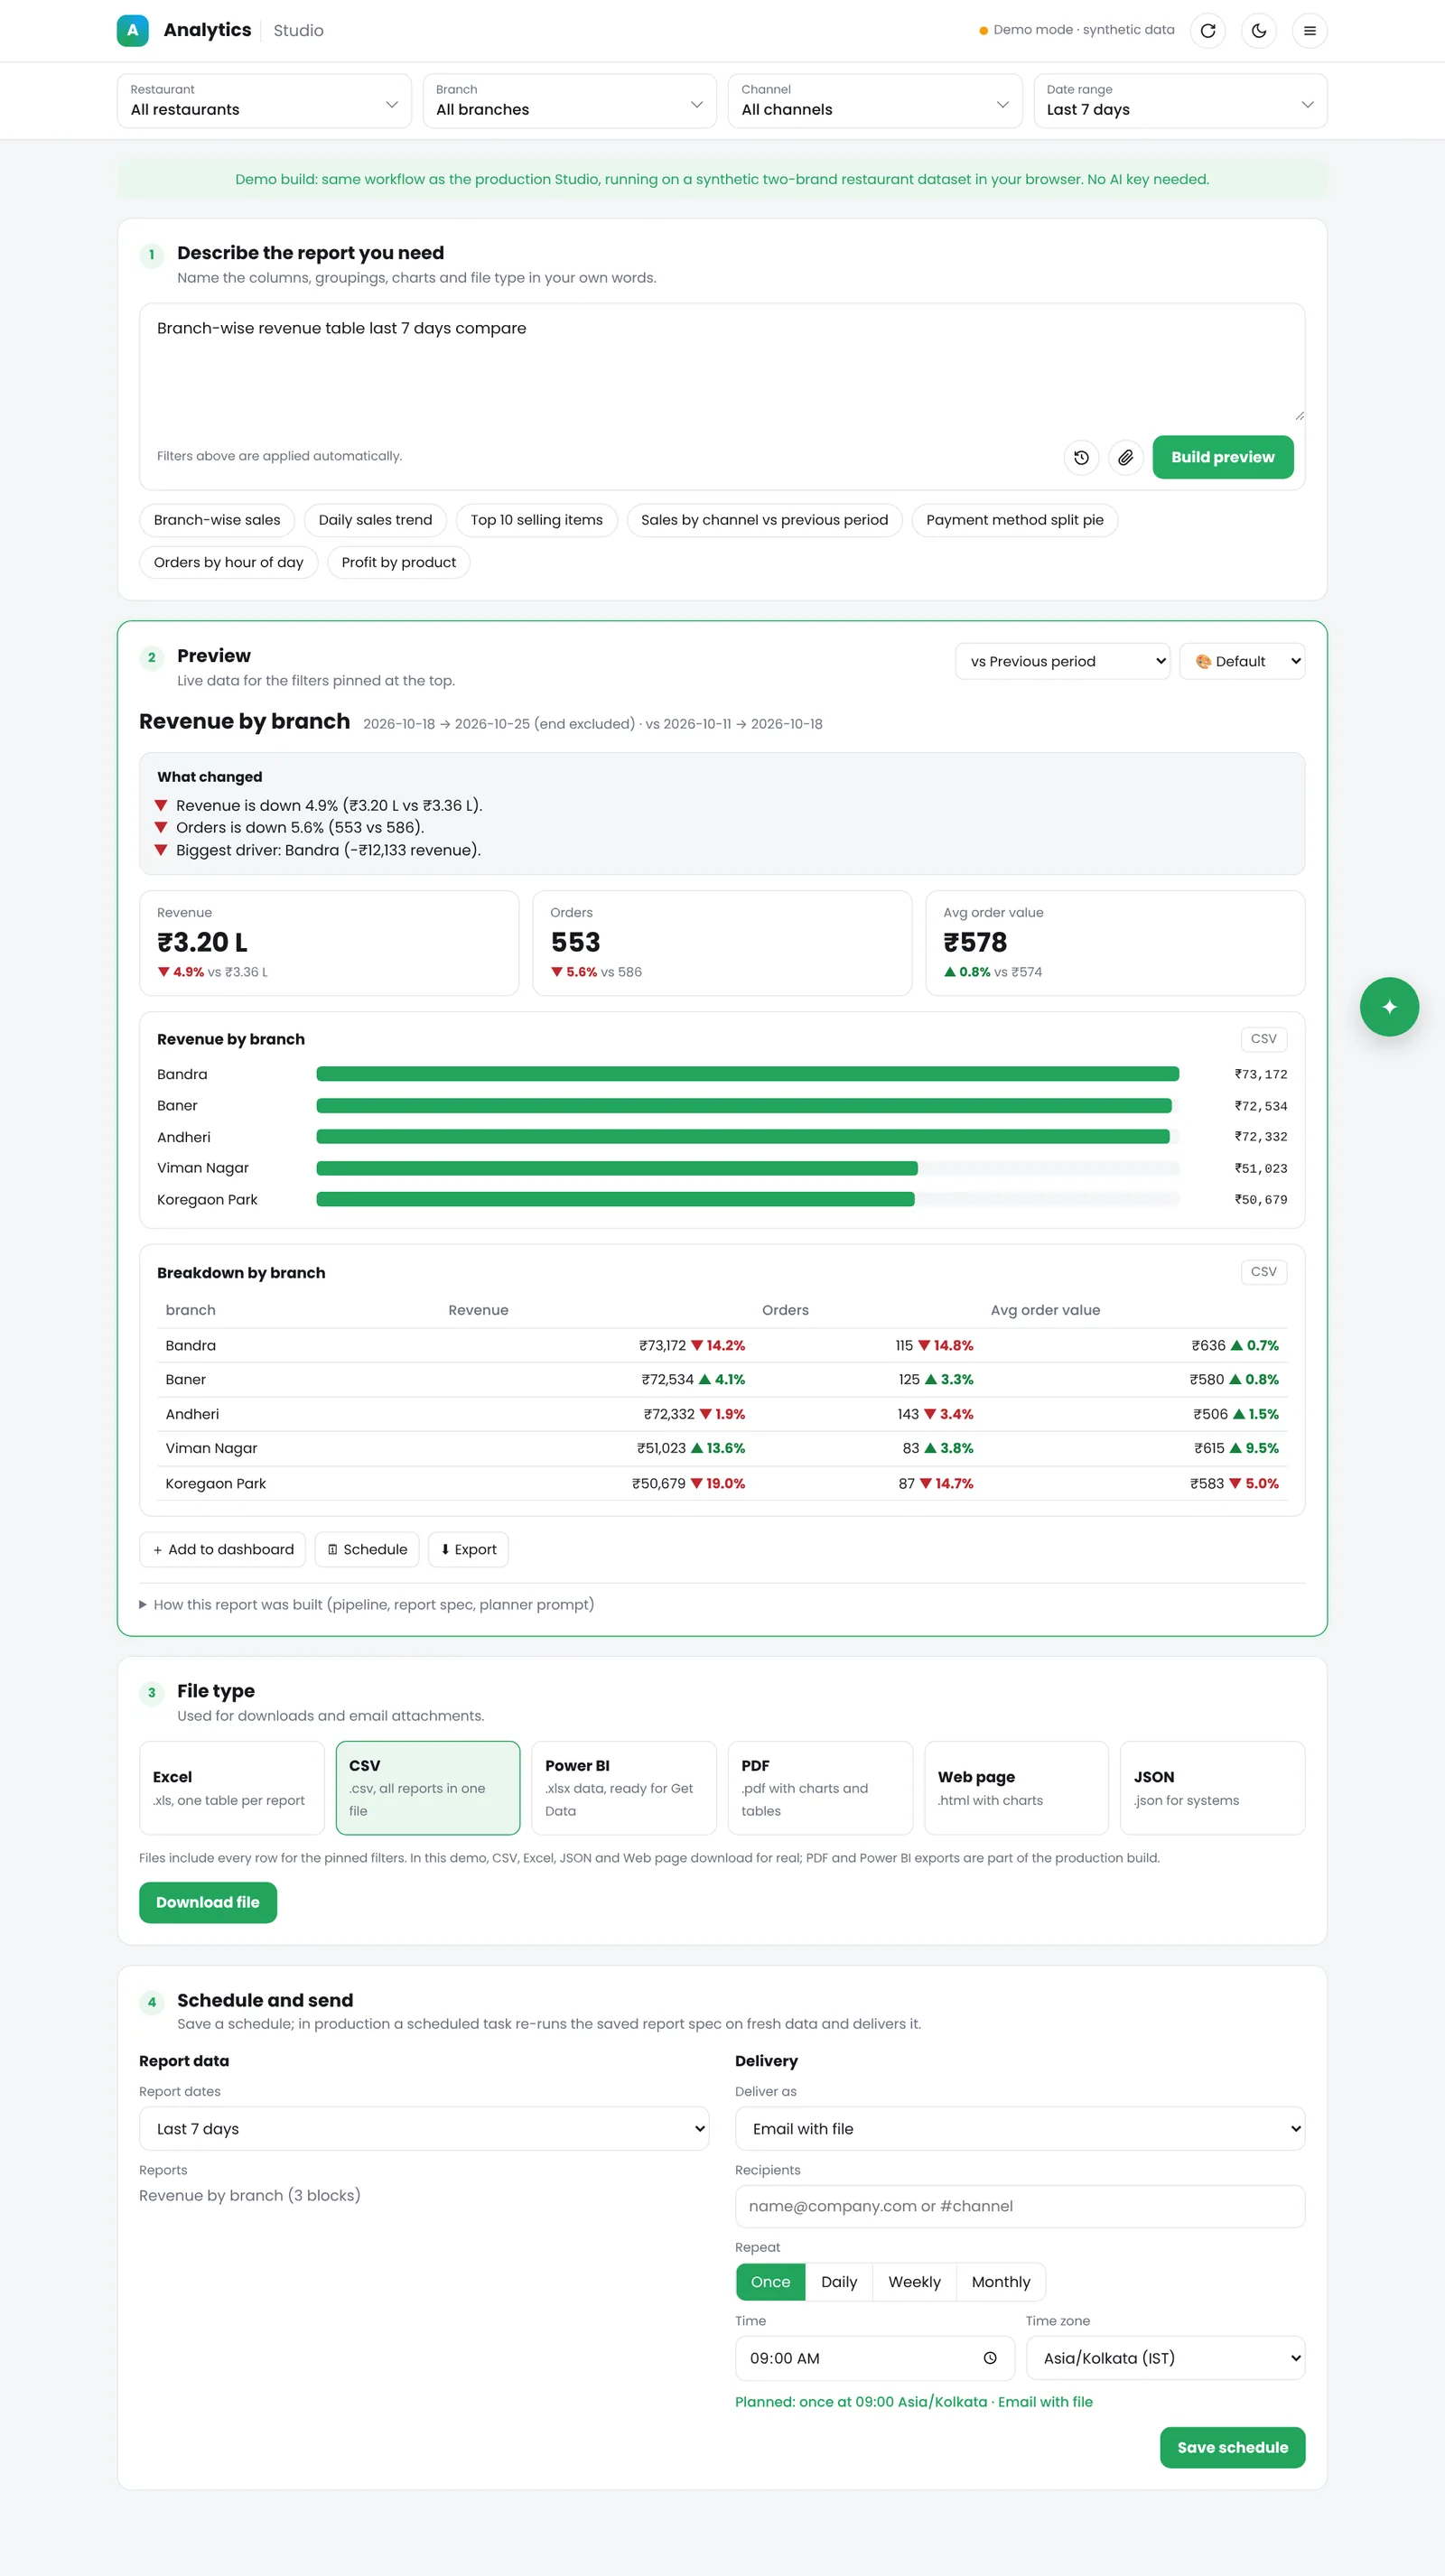 A Analytics Studio
Demo mode · synthetic data
Restaurant
All restaurants
Branch
All branches
Channel
All channels
Date range
Last 7 days
Demo build: same workflow as the production Studio, running on a synthetic two-brand restaurant dataset in your browser. No AI key needed.
1 Describe the report you need
Name the columns, groupings, charts and file type in your own words.
Branch-wise revenue table last 7 days compare
Filters above are applied automatically.
Build preview
Branch-wise sales
Daily sales trend
Top 10 selling items
Sales by channel vs previous period
Payment method split pie
Orders by hour of day
Profit by product
2 Preview
Live data for the filters pinned at the top.
vs Previous period
🎨 Default
Revenue by branch 2026-10-18 → 2026-10-25 (end excluded) · vs 2026-10-11 → 2026-10-18
What changed
▼ Revenue is down 4.9% (₹3.20 L vs ₹3.36 L).
▼ Orders is down 5.6% (553 vs 586).
▼ Biggest driver: Bandra (-₹12,133 revenue).
Revenue
₹3.20 L
▼ 4.9% vs ₹3.36 L
Orders
553
▼ 5.6% vs 586
Avg order value
₹578
▲ 0.8% vs ₹574
Revenue by branch
CSV
Bandra ₹73,172
Baner ₹72,534
Andheri ₹72,332
Viman Nagar ₹51,023
Koregaon Park ₹50,679
Breakdown by branch
CSV
branch Revenue Orders Avg order value
Bandra ₹73,172 ▼ 14.2% 115 ▼ 14.8% ₹636 ▲ 0.7%
Baner ₹72,534 ▲ 4.1% 125 ▲ 3.3% ₹580 ▲ 0.8%
Andheri ₹72,332 ▼ 1.9% 143 ▼ 3.4% ₹506 ▲ 1.5%
Viman Nagar ₹51,023 ▲ 13.6% 83 ▲ 3.8% ₹615 ▲ 9.5%
Koregaon Park ₹50,679 ▼ 19.0% 87 ▼ 14.7% ₹583 ▼ 5.0%
+ Add to dashboard
Schedule
⬇ Export
▶ How this report was built (pipeline, report spec, planner prompt)
3 File type
Used for downloads and email attachments.
Excel
.xls, one table per report
CSV
.csv, all reports in one
file
Power BI
.xlsx data, ready for Get
Data
PDF
.pdf with charts and
tables
Web page
.html with charts
JSON
.json for systems
Files include every row for the pinned filters. In this demo, CSV, Excel, JSON and Web page download for real; PDF and Power BI exports are part of the production build.
Download file
4 Schedule and send
Save a schedule; in production a scheduled task re-runs the saved report spec on fresh data and delivers it.
Report data
Report dates
Last 7 days
Reports
Revenue by branch (3 blocks)
Delivery
Deliver as
Email with file
Recipients
name@company.com or #channel
Repeat
Once Daily Weekly Monthly
Time
09:00 AM
Time zone
Asia/Kolkata (IST)
Planned: once at 09:00 Asia/Kolkata · Email with file
Save schedule